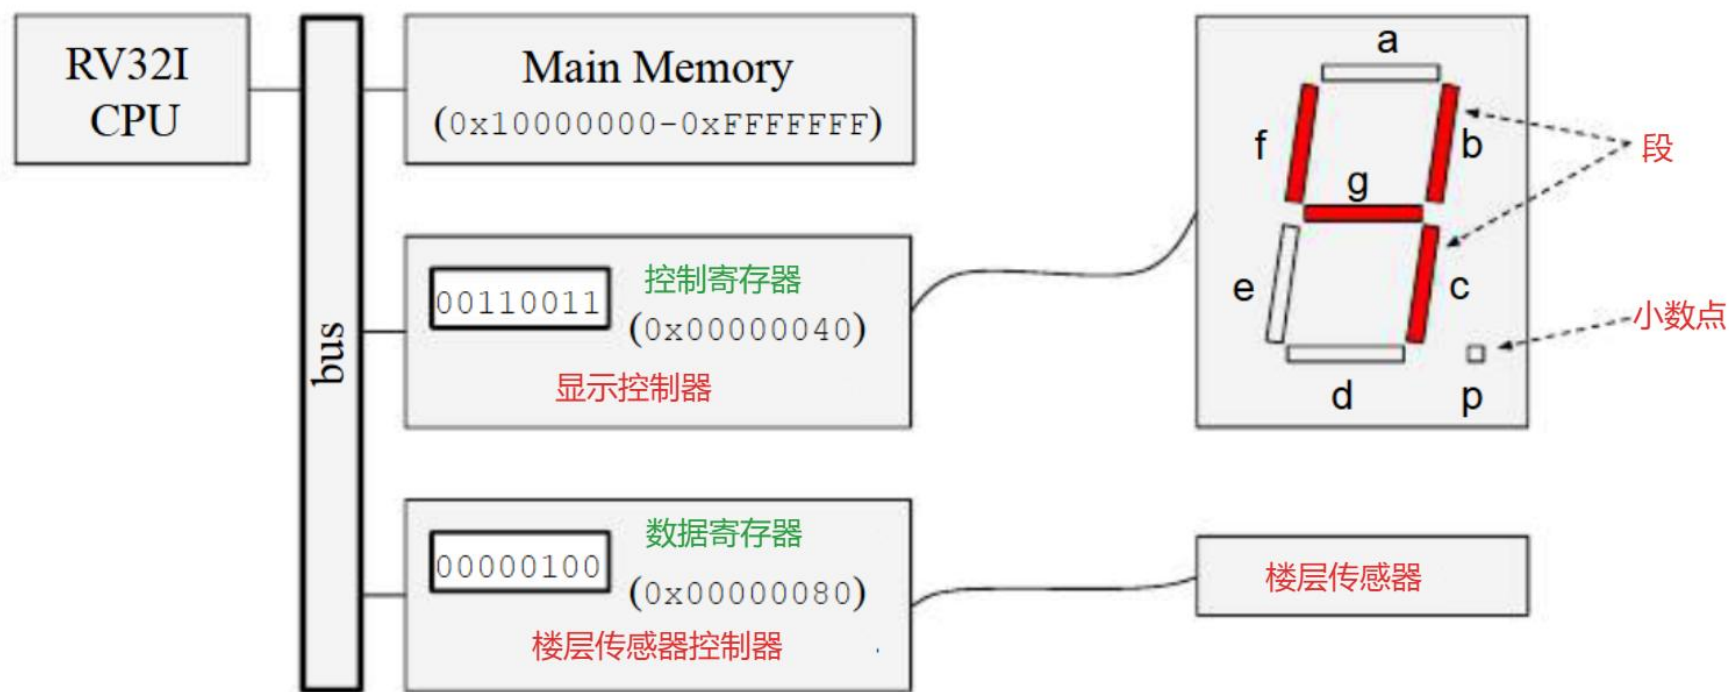 RV32I
CPU
bus
Main Memory
(0x10000000-0xFFFFFFF)
00110011
控制寄存器
(0x00000040)
显示控制器
00000100
数据寄存器
(0x00000080)
楼层传感器控制器
a
f
b
g
e
c
d
p
段
小数点
楼层传感器